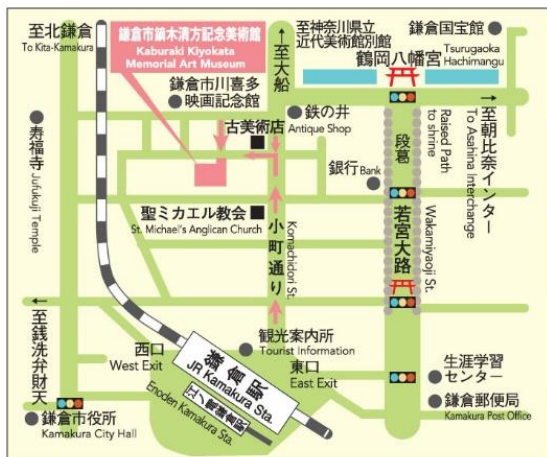 至北鎌倉
To Kita-Kamakura
鎌倉市鏑木清方記念美術館
Kaburaki Kiyokata
Memorial Art Museum
至大船
至神奈川県立
近代美術館別館
鎌倉国宝館
鶴岡八幡宮
Tsurugaoka
Hachimangu
鎌倉市川喜多
映画記念館
鉄の井
古美術店
Antique Shop
寿福寺 Jufukuji Temple
銀行 Bank
段葛
Raised Path
to shrine
至朝比奈インター
To Asahina Interchange
聖ミカエル教会
St. Michael's Anglican Church
小町通り
Komachidori St.
若宮大路
Wakamiyaoji St.
至銭洗弁財天
西口
West Exit
鎌倉駅
JR Kamakura Sta.
江ノ電鎌倉駅
Enoden Kamakura Sta.
観光案内所
Tourist Information
東口
East Exit
生涯学習
センター
鎌倉郵便局
Kamakura Post Office
鎌倉市役所
Kamakura City Hall